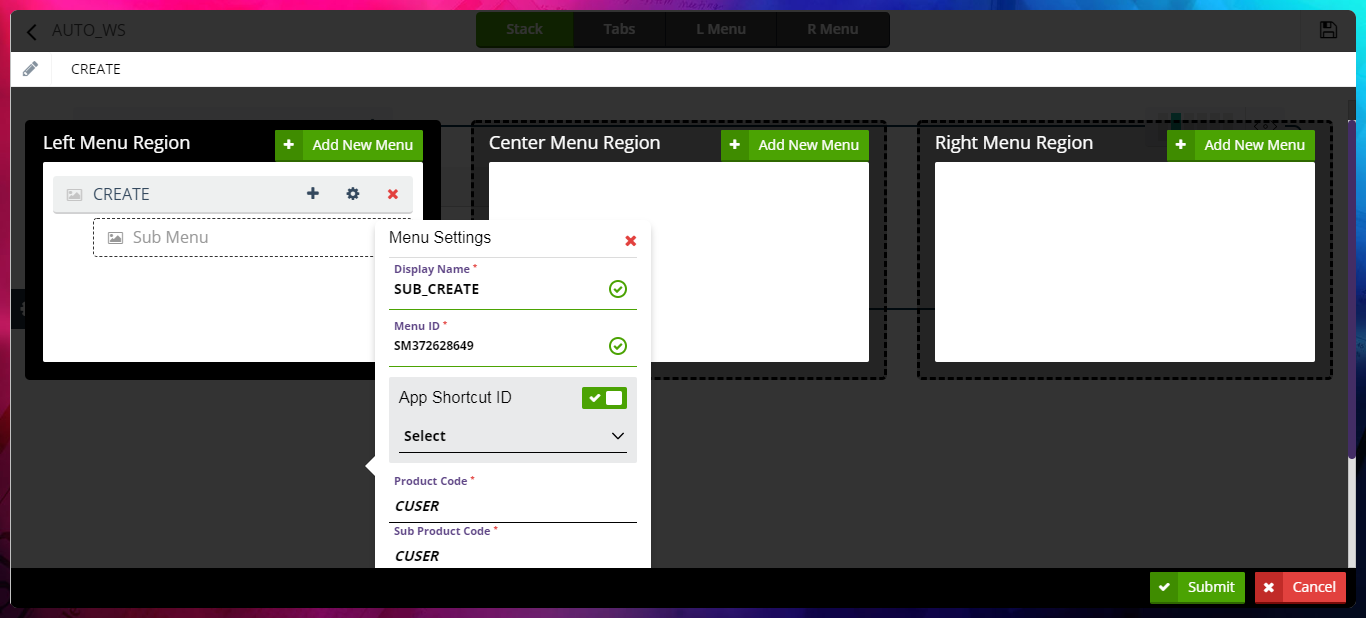 AUTO_WS
Stack
Tabs
L Menu
R Menu
CREATE
Left Menu Region
Add New Menu
Center Menu Region
Add New Menu
Right Menu Region
Add New Menu
CREATE
Sub Menu
Menu Settings
Display Name *
SUB_CREATE
Menu ID *
SM372628649
App Shortcut ID
Select
Product Code *
CUSER
Sub Product Code *
CUSER
Submit
Cancel